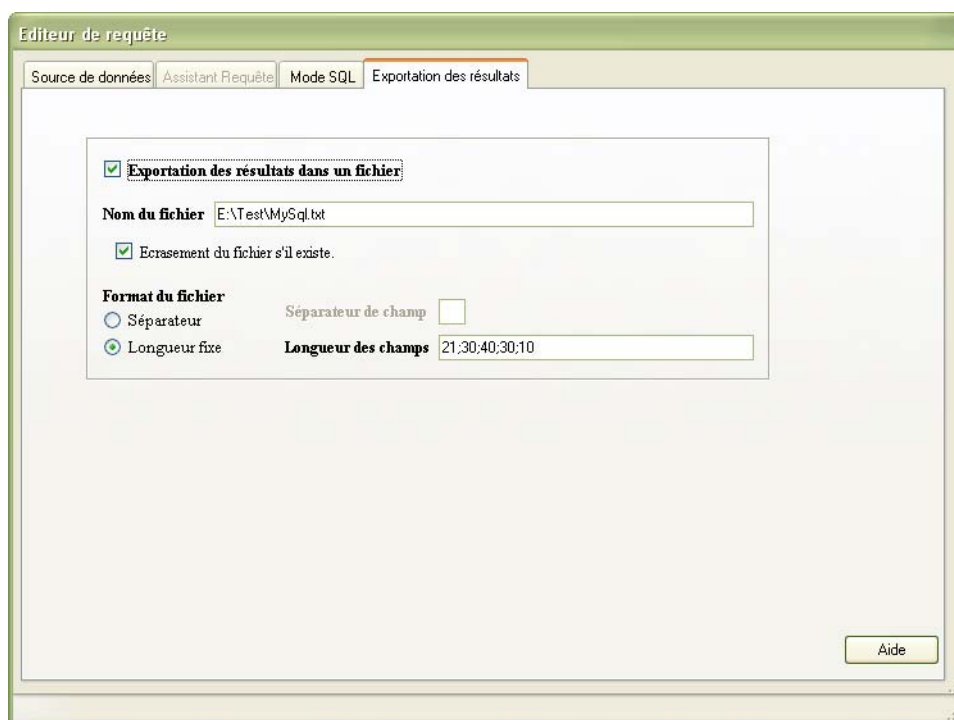 Editeur de requête
Source de données Assistant Requête Mode SQL Exportation des résultats
Exportation des résultats dans un fichier
Nom du fichier E:\Test\MySql.txt
Ecrasement du fichier s'il existe.
Format du fichier
Séparateur Séparateur de champ
Longueur fixe Longueur des champs 21;30;40;30;10
Aide